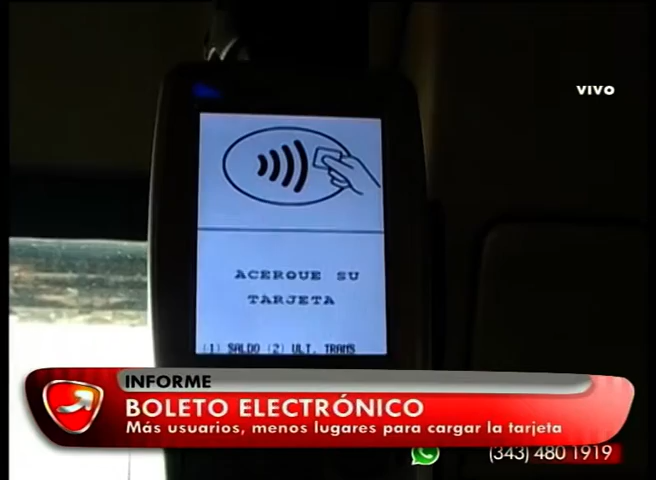 VIVO
ACERQUE SU
TARJETA
(1) SALDO (2) ULT. TRANS
INFORME
BOLETO ELECTRÓNICO
Más usuarios, menos lugares para cargar la tarjeta
(343) 480 1919